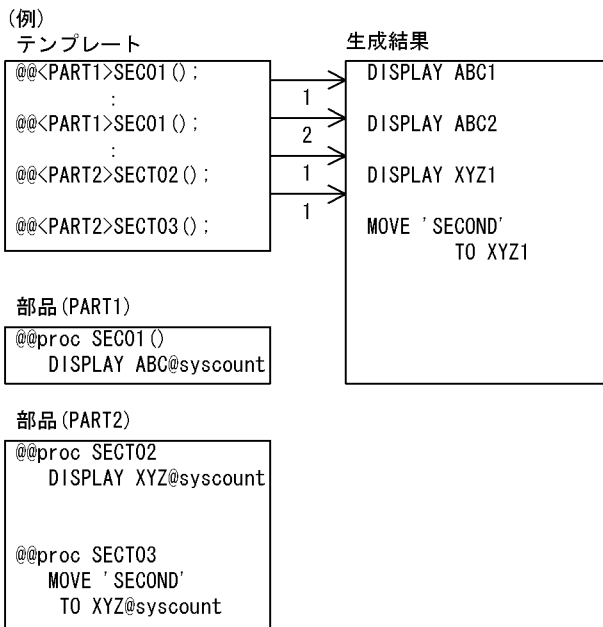 (例)
テンプレート
@@<PART1>SEC01();
:
@@<PART1>SEC01();
:
@@<PART2>SECT02();
@@<PART2>SECT03();
1
2
1
1
生成結果
DISPLAY ABC1
DISPLAY ABC2
DISPLAY XYZ1
MOVE 'SECOND'
TO XYZ1
部品(PART1)
@@proc SEC01()
DISPLAY ABC@syscount
部品(PART2)
@@proc SECT02
DISPLAY XYZ@syscount
@@proc SECT03
MOVE 'SECOND'
TO XYZ@syscount